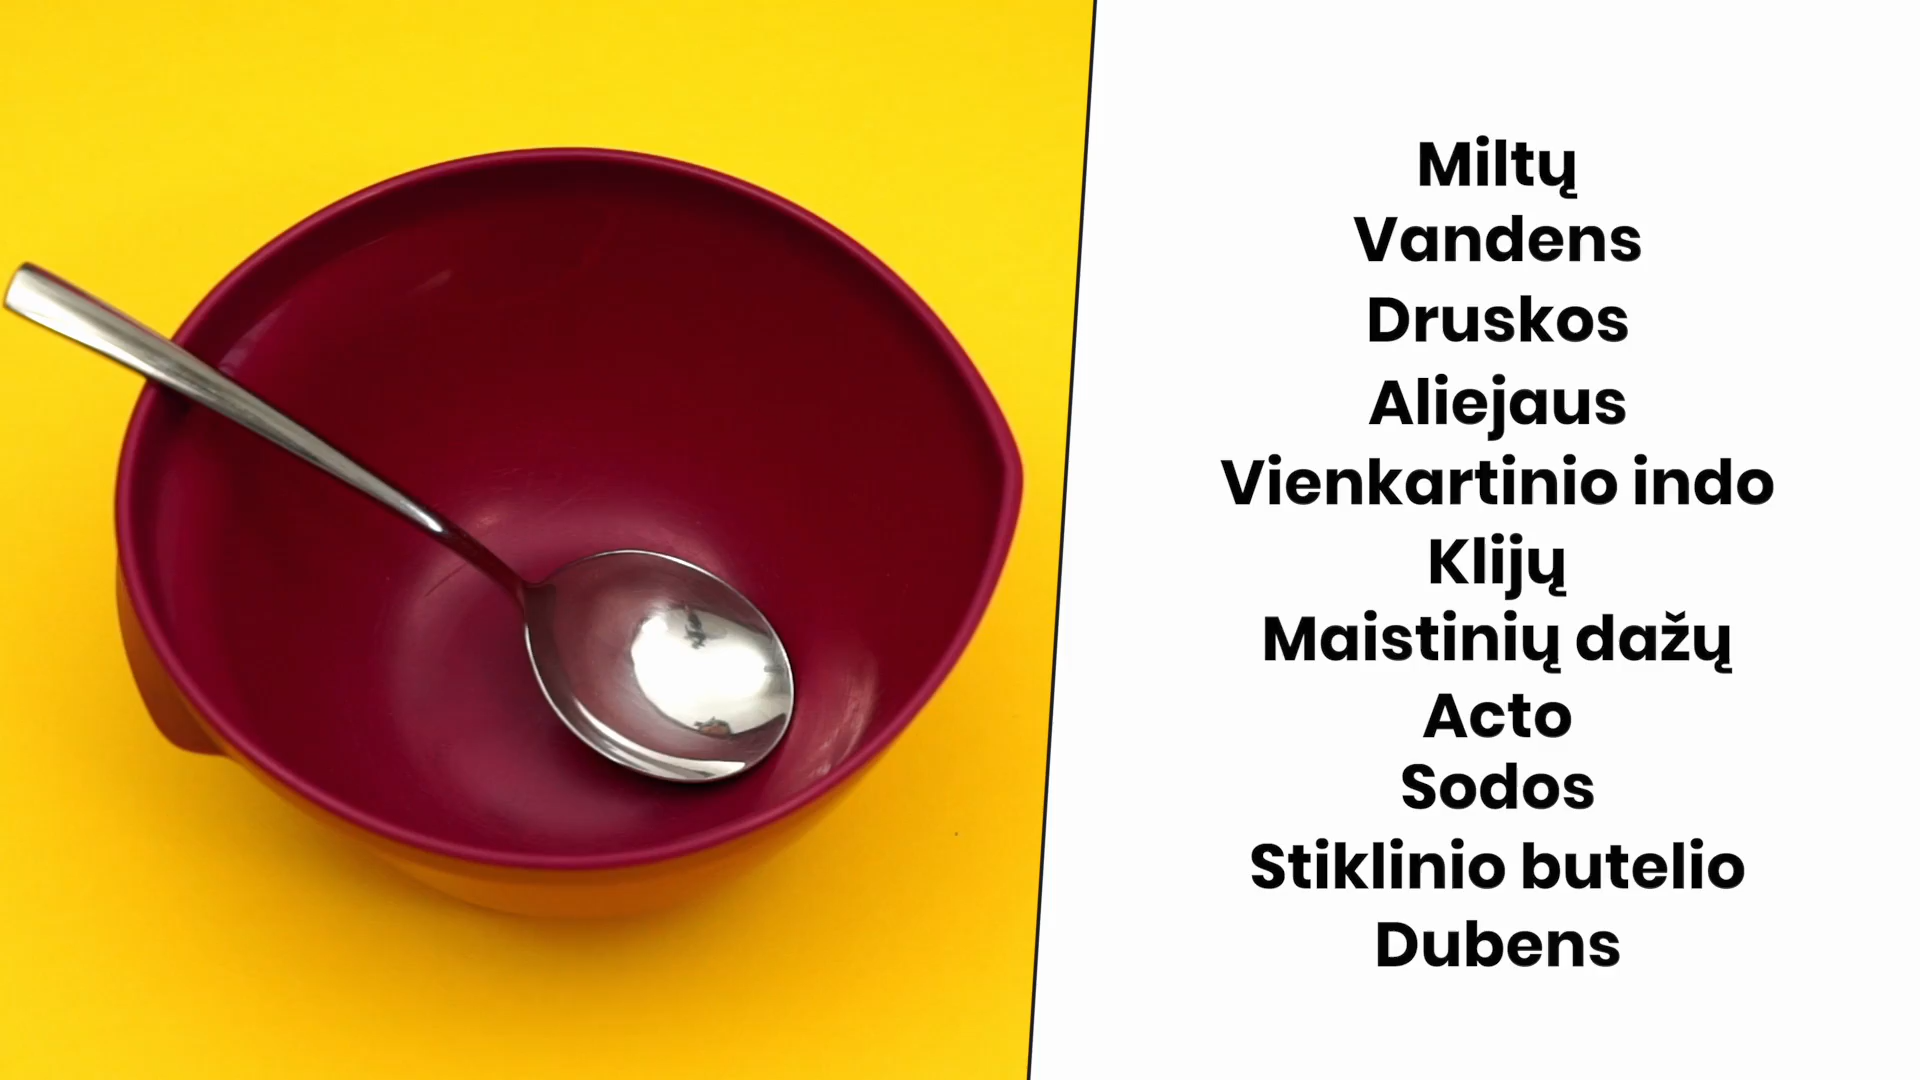 Miltų
Vandens
Druskos
Aliejaus
Vienkartinio indo
Klijų
Maistinių dažų
Acto
Sodos
Stiklinio butelio
Dubens